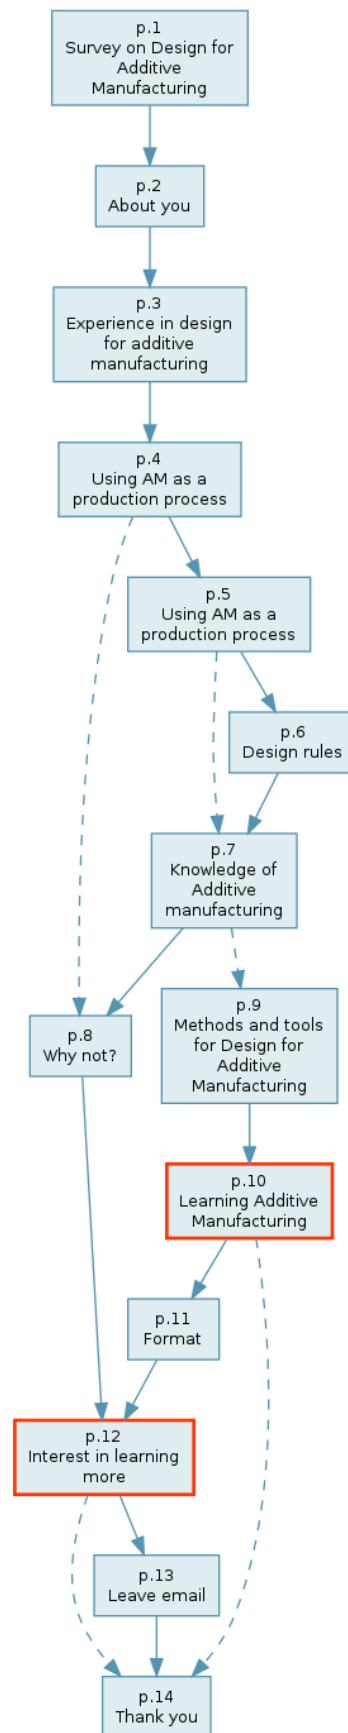 p.1
Survey on Design for
Additive
Manufacturing
p.2
About you
p.3
Experience in design
for additive
manufacturing
p.4
Using AM as a
production process
p.5
Using AM as a
production process
p.6
Design rules
p.7
Knowledge of
Additive
manufacturing
p.8
Why not?
p.9
Methods and tools
for Design for
Additive
Manufacturing
p.10
Learning Additive
Manufacturing
p.11
Format
p.12
Interest in learning
more
p.13
Leave email
p.14
Thank you